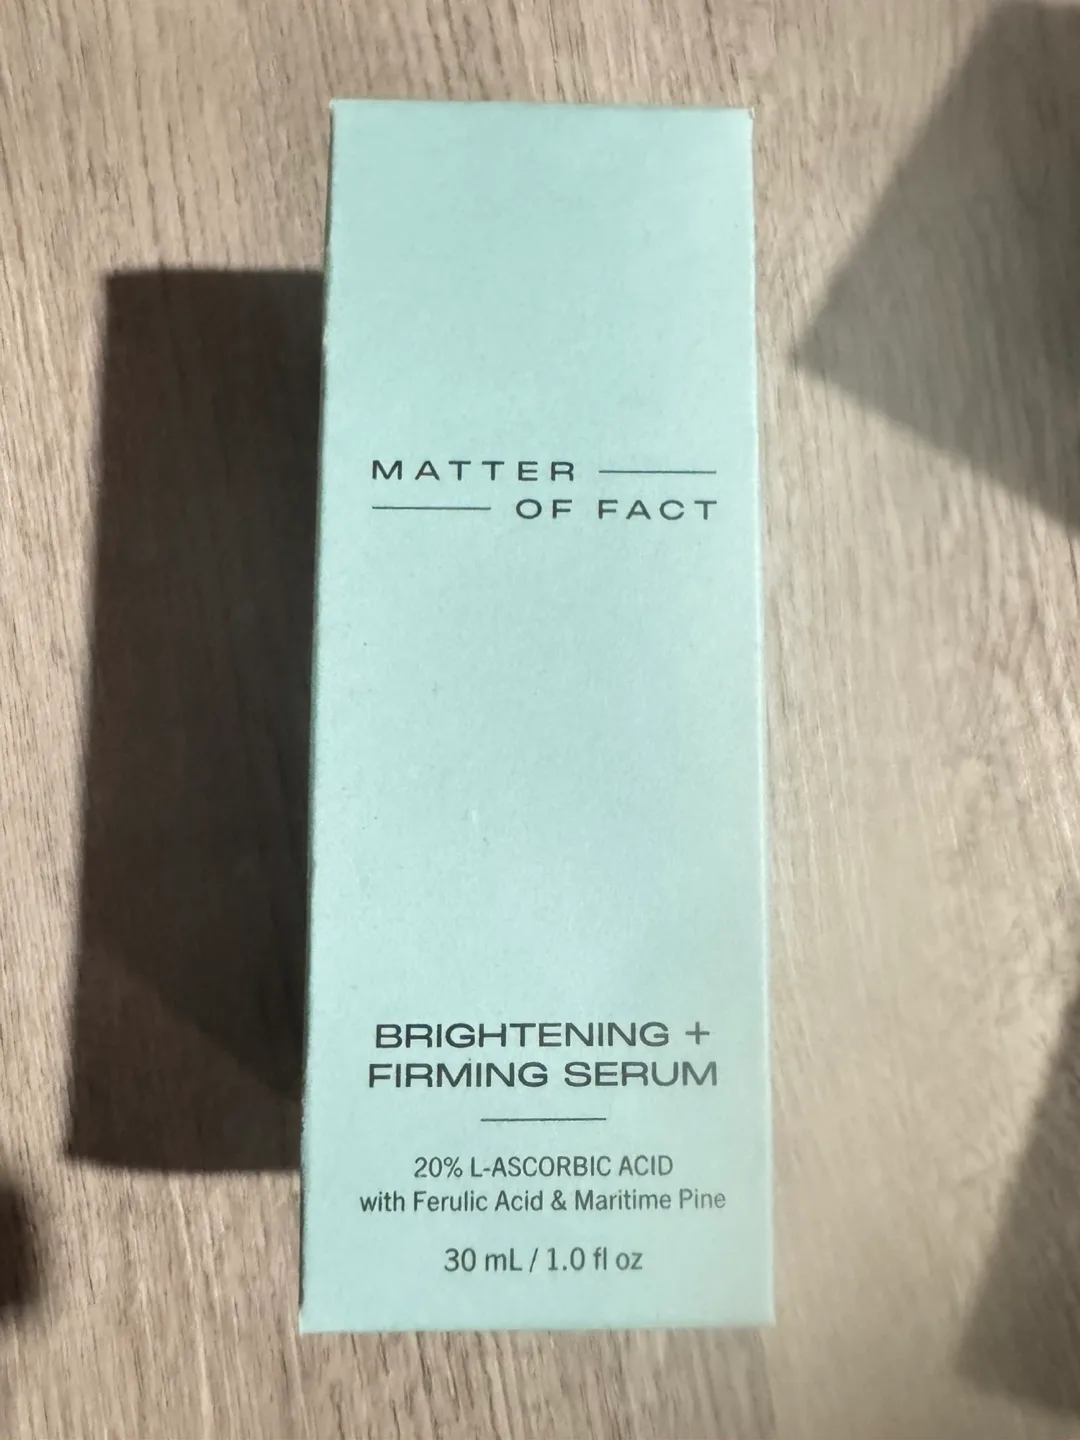 MATTER
OF FACT
BRIGHTENING +
FIRMING SERUM
20% L-ASCORBIC ACID
with Ferulic Acid & Maritime Pine
30 mL / 1.0 fl oz